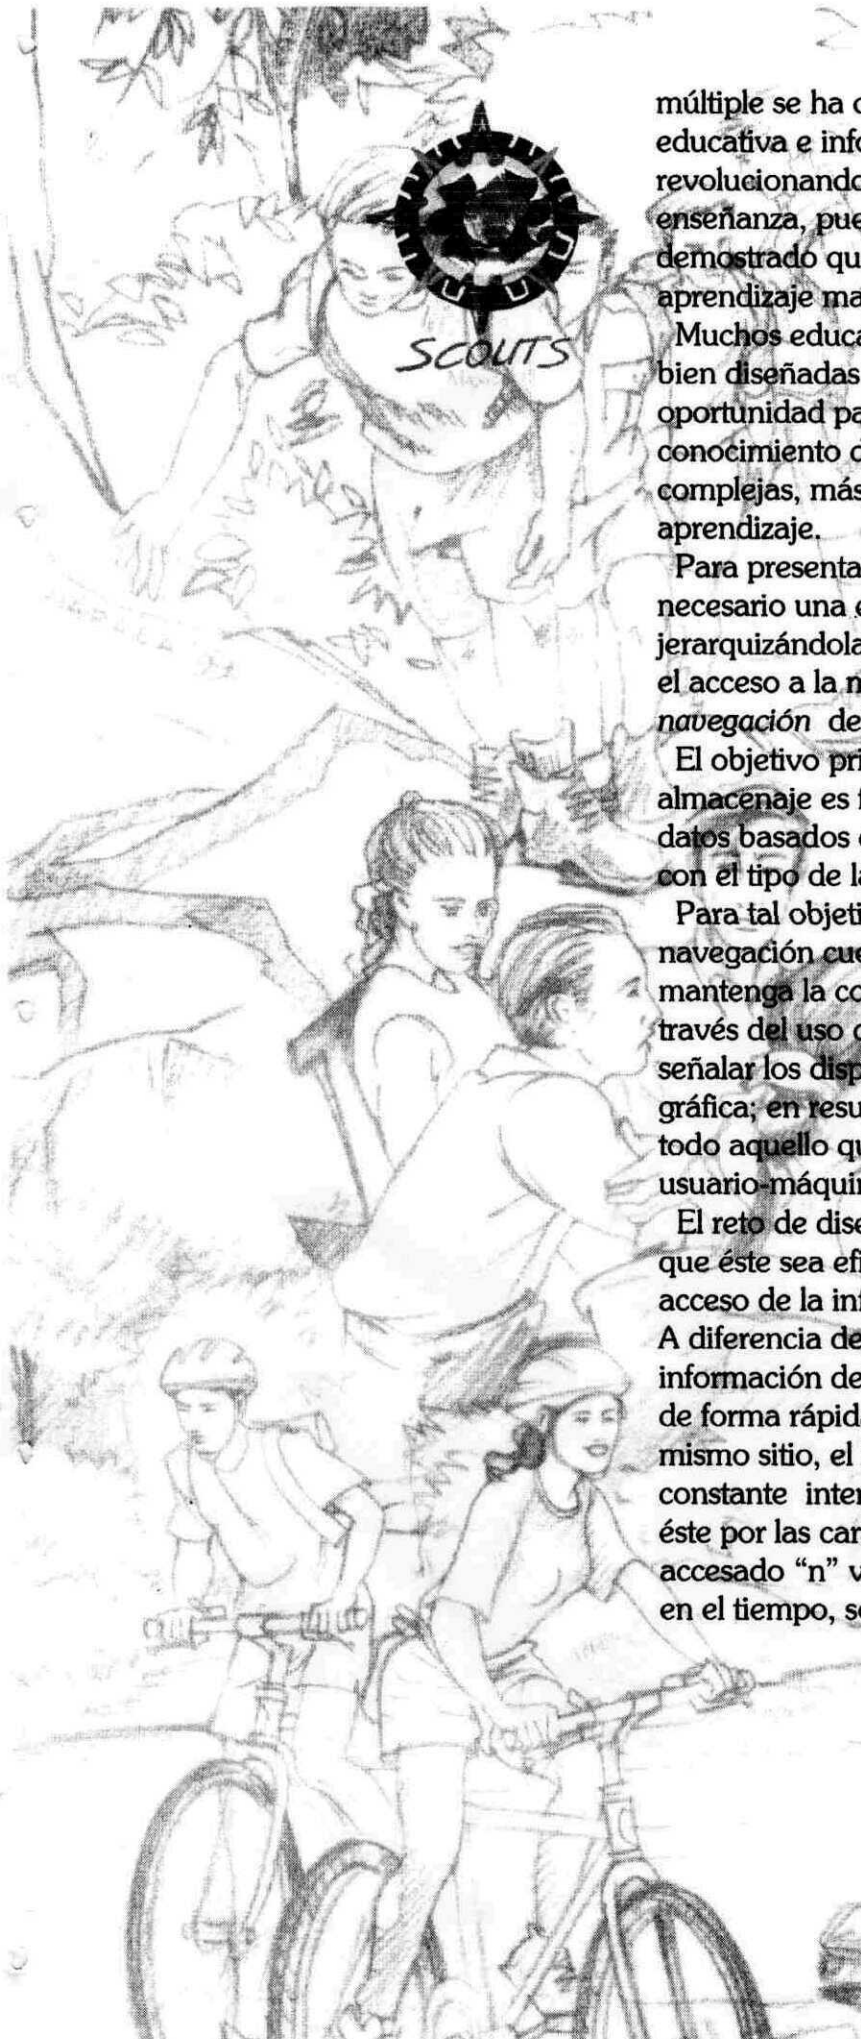 SCOUTS
múltiple se ha c
educativa e info
revolucionando
enseñanza, pue
demostrado qu
aprendizaje ma
Muchos educa
bien diseñadas
oportunidad pa
conocimiento c
complejas, más
aprendizaje.
Para presenta
necesario una e
jerarquizándola
el acceso a la m
navegación de
El objetivo pri
almacenaje es f
datos basados e
con el tipo de la
Para tal objeti
navegación cue
mantenga la co
través del uso d
señalar los disp
gráfica; en resu
todo aquello qu
usuario-máquin
El reto de dise
que éste sea efi
acceso de la inf
A diferencia de
información de
de forma rápida
mismo sitio, el
constante inter
éste por las car
accesado “n” v
en el tiempo, se